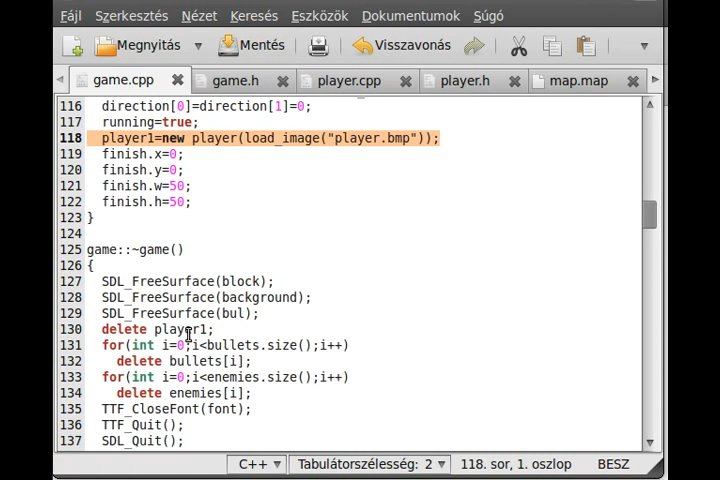 Fájl Szerkesztés Nézet Keresés Eszközök Dokumentumok Súgó
Megnyitás Mentés Visszavonás
game.cpp game.h player.cpp player.h map.map
116 direction[0]=direction[1]=0;
117 running=true;
118 player1=new player(load_image("player.bmp"));
119 finish.x=0;
120 finish.y=0;
121 finish.w=50;
122 finish.h=50;
123 }
124
125 game::~game()
126 {
127 SDL_FreeSurface(block);
128 SDL_FreeSurface(background);
129 SDL_FreeSurface(bul);
130 delete player1;
131 for(int i=0;i<bullets.size();i++)
132 delete bullets[i];
133 for(int i=0;i<enemies.size();i++)
134 delete enemies[i];
135 TTF_CloseFont(font);
136 TTF_Quit();
137 SDL_Quit();
C++ Tabulátorszélesség: 2 118. sor, 1. oszlop BESZ